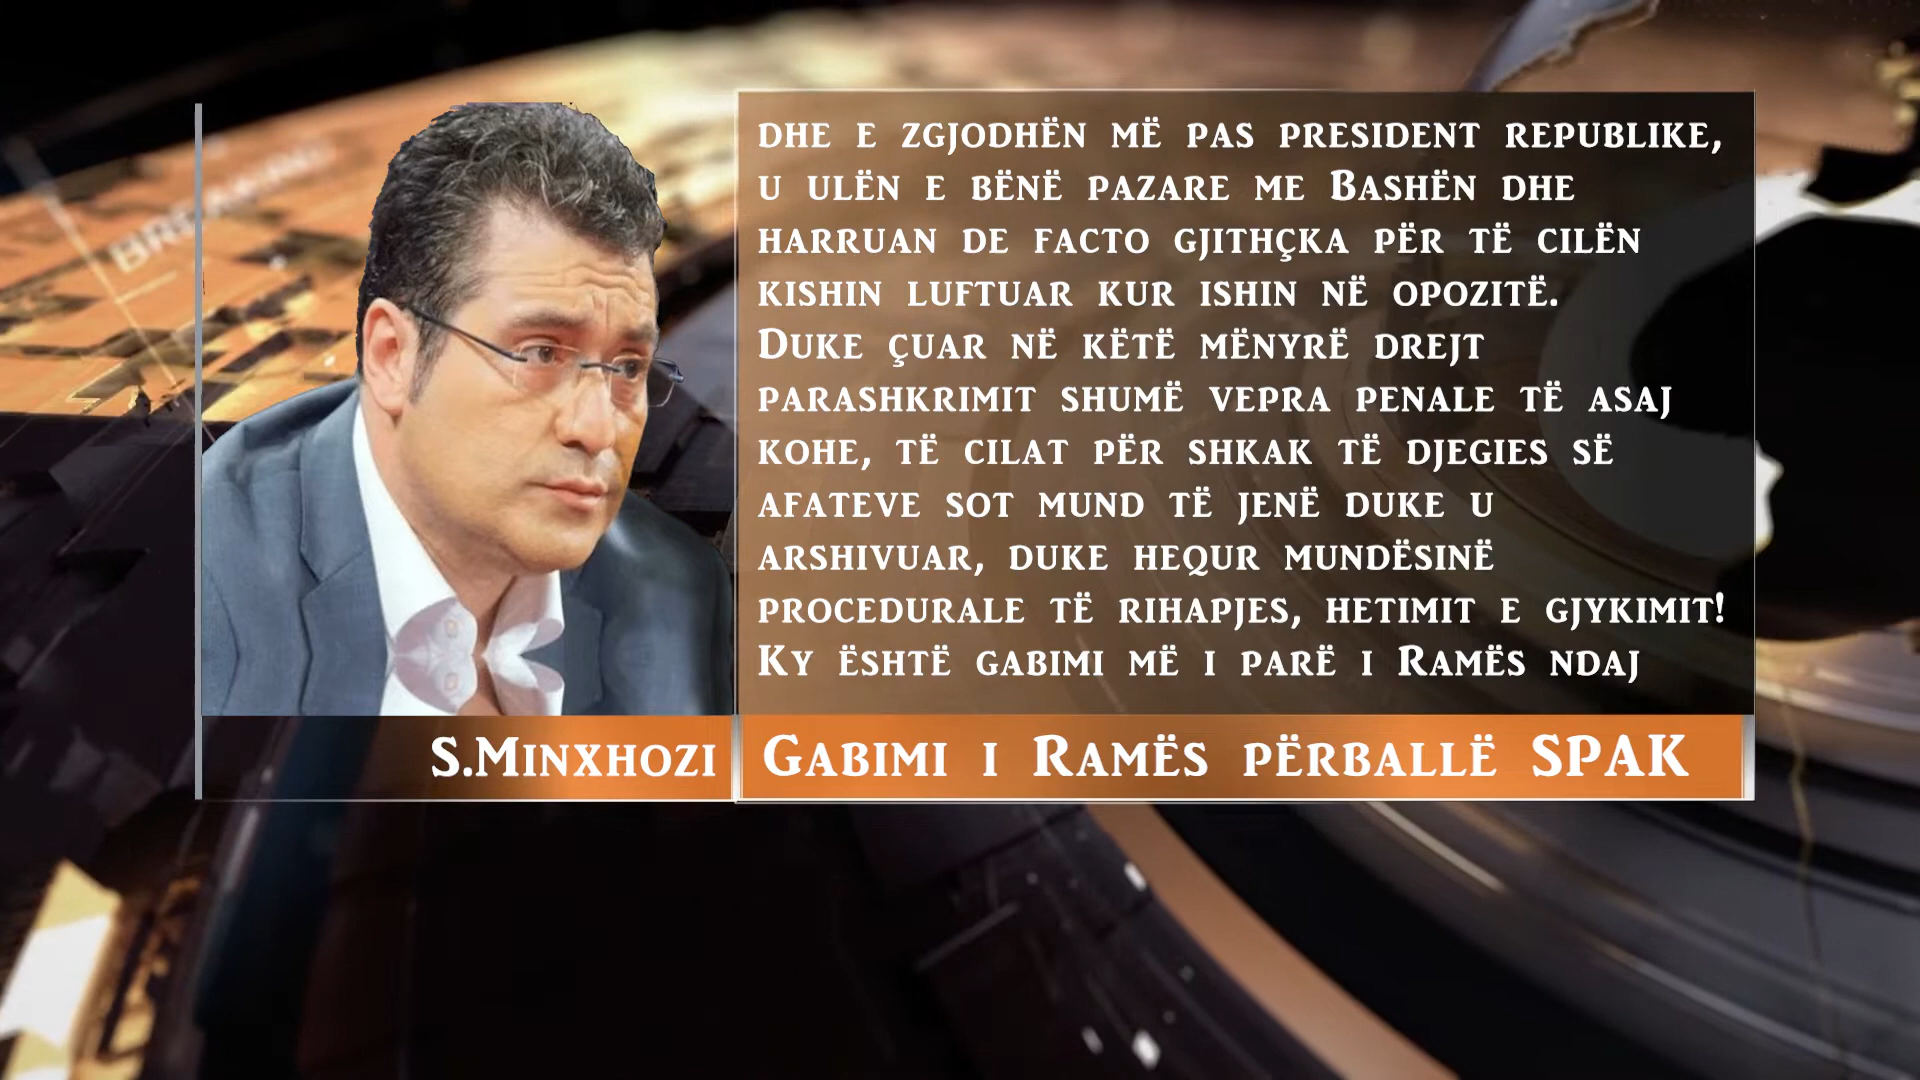 DHE E ZGJODHËN MË PAS PRESIDENT REPUBLIKE,
U ULËN E BËNË PAZARE ME BASHËN DHE
HARRUAN DE FACTO GJITHÇKA PËR TË CILËN
KISHIN LUFTUAR KUR ISHIN NË OPOZITË.
DUKE ÇUAR NË KËTË MËNYRË DREJT
PARASHKRIMIT SHUMË VEPRA PENALE TË ASAJ
KOHE, TË CILAT PËR SHKAK TË DJEGIES SË
AFATEVE SOT MUND TË JENË DUKE U
ARSHIVUAR, DUKE HEQUR MUNDËSINË
PROCEDURALE TË RIHAPJES, HETIMIT E GJYKIMIT!
KY ËSHTË GABIMI MË I PARË I RAMËS NDAJ
S.MINXHOZI
GABIMI I RAMËS PËRBALLË SPAK